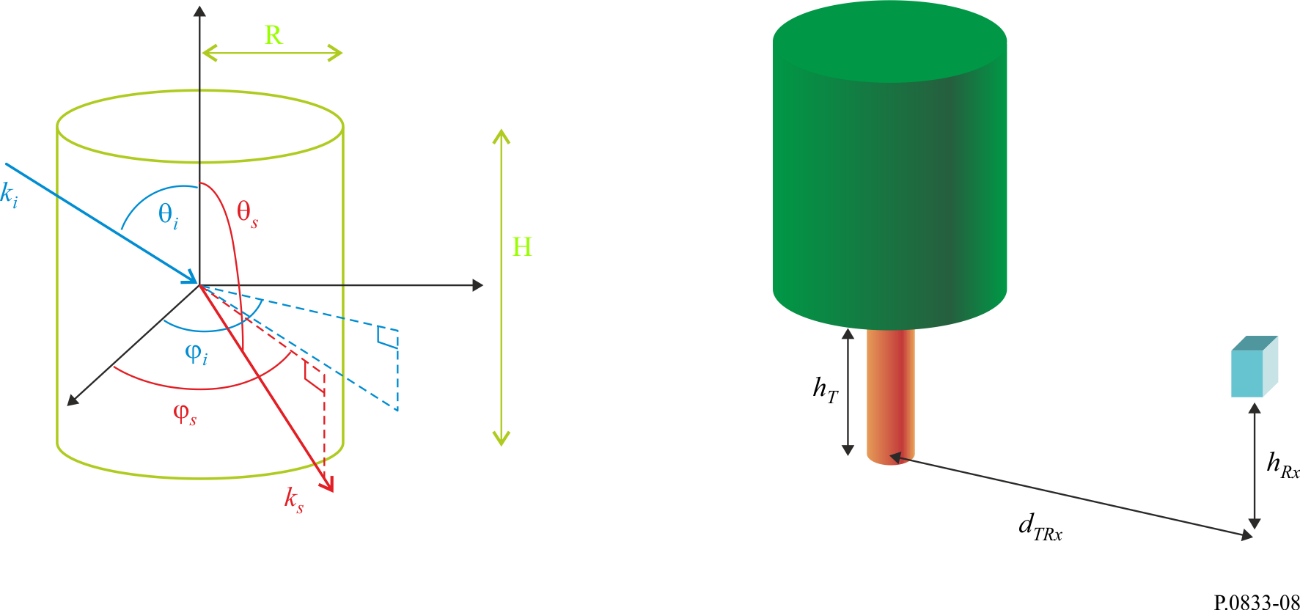 R
k_i
θ_i
θ_s
H
φ_i
φ_s
k_s
h_T
h_Rx
d_TRx
P.0833-08